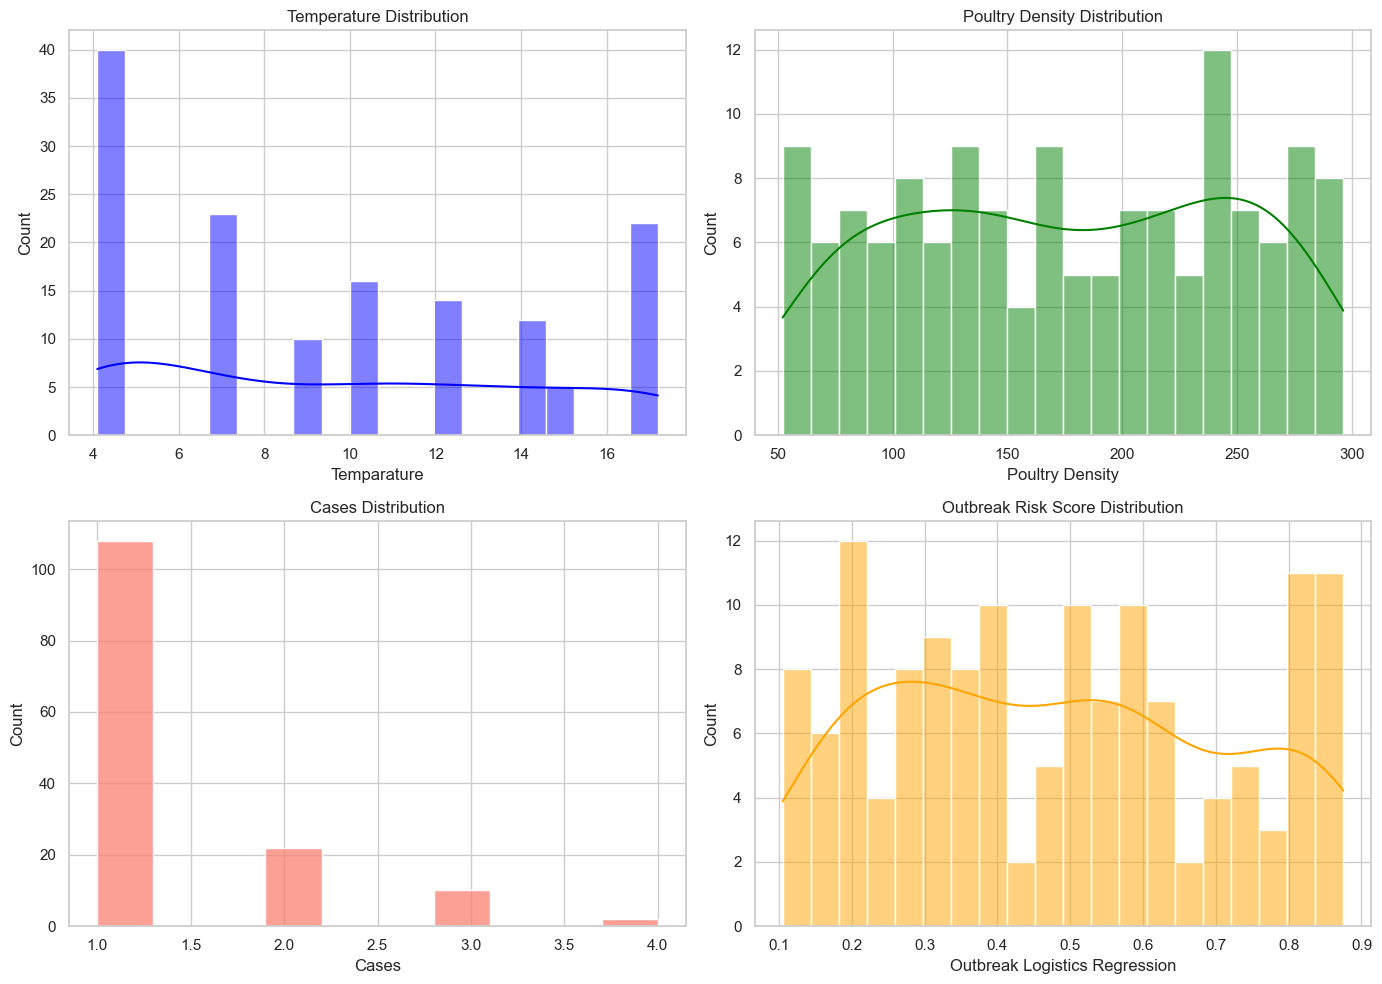 Temperature Distribution
Count
40
35
30
25
20
15
10
5
0
4 6 8 10 12 14 16
Temparature
Poultry Density Distribution
Count
12
10
8
6
4
2
0
50 100 150 200 250 300
Poultry Density
Cases Distribution
Count
100
80
60
40
20
0
1.0 1.5 2.0 2.5 3.0 3.5 4.0
Cases
Outbreak Risk Score Distribution
Count
12
10
8
6
4
2
0
0.1 0.2 0.3 0.4 0.5 0.6 0.7 0.8 0.9
Outbreak Logistics Regression